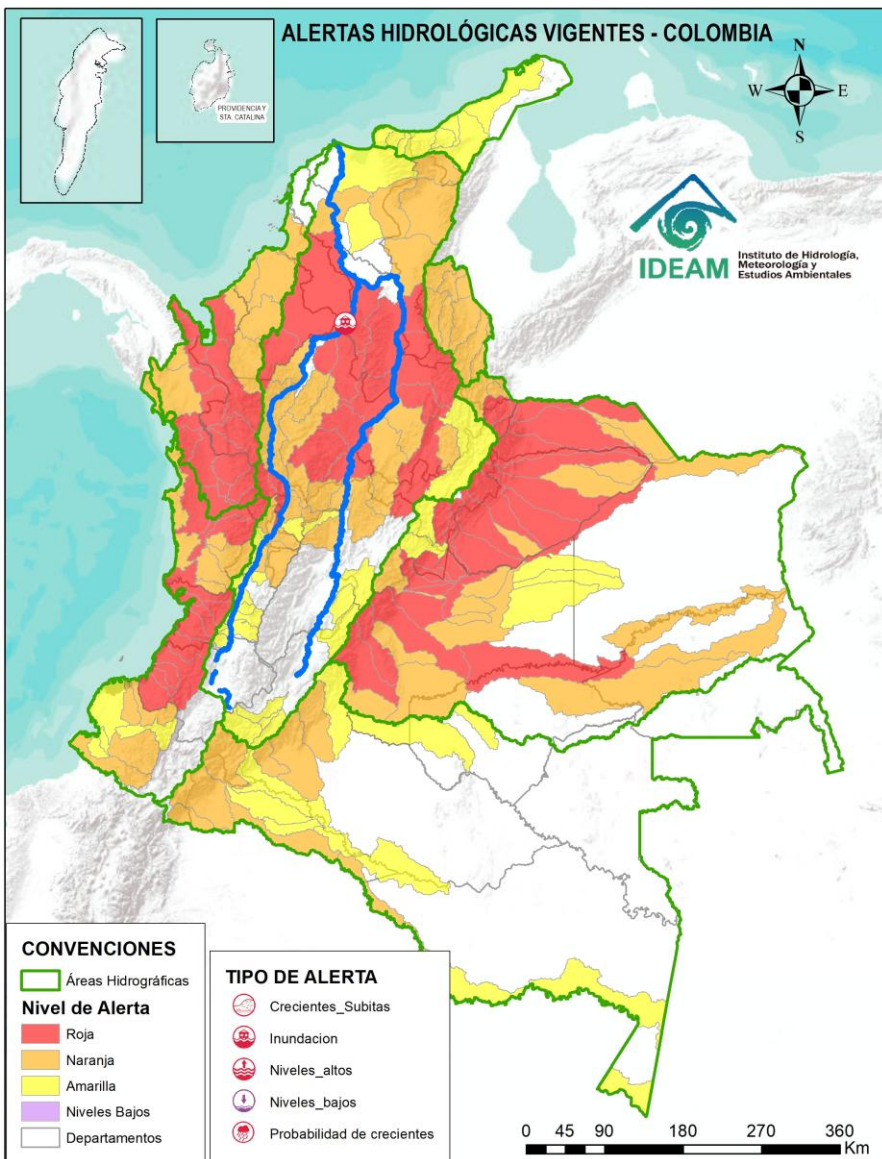 ALERTAS HIDROLÓGICAS VIGENTES - COLOMBIA
PROVIDENCIA Y
STA. CATALINA
N
W
E
S
IDEAM
Instituto de Hidrología,
Meteorología y
Estudios Ambientales
CONVENCIONES
Áreas Hidrográficas
Nivel de Alerta
Roja
Naranja
Amarilla
Niveles Bajos
Departamentos
TIPO DE ALERTA
Crecientes_Subitas
Inundacion
Niveles_altos
Niveles_bajos
Probabilidad de crecientes
0 45 90 180 270 360
Km